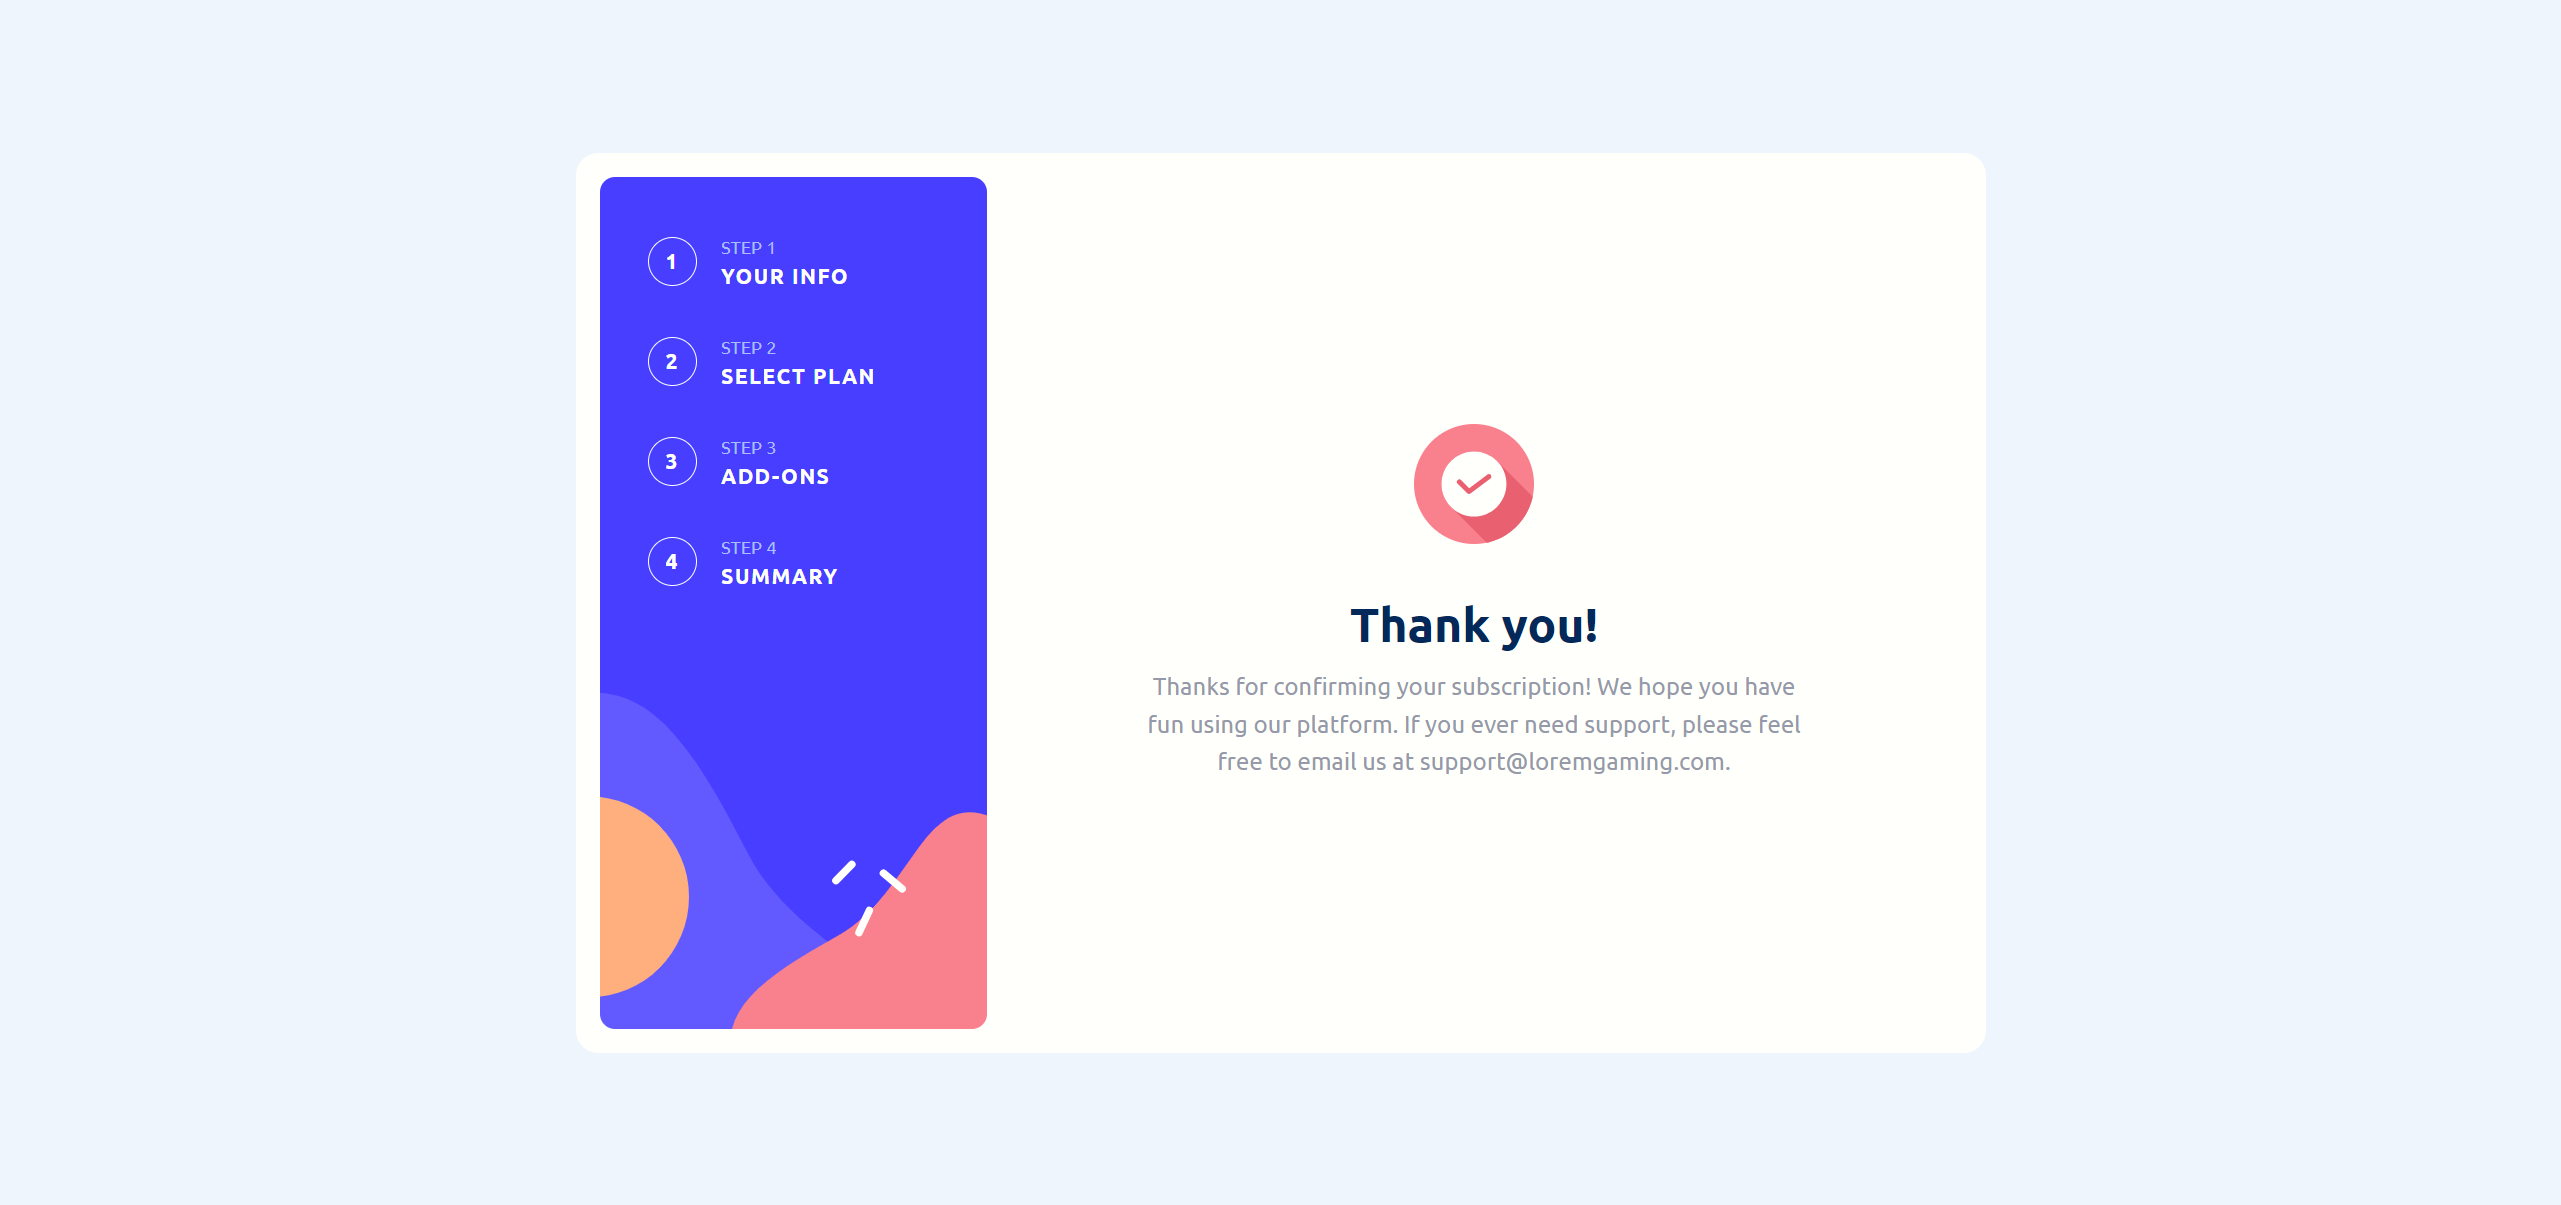 1
STEP 1
YOUR INFO
2
STEP 2
SELECT PLAN
3
STEP 3
ADD-ONS
4
STEP 4
SUMMARY
Thank you!
Thanks for confirming your subscription! We hope you have
fun using our platform. If you ever need support, please feel
free to email us at support@loremgaming.com.